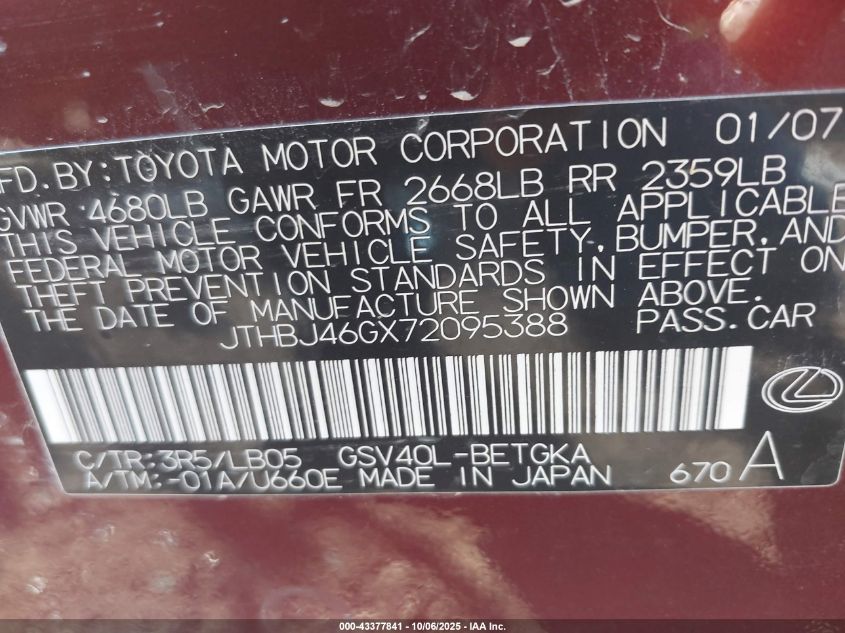 MFD. BY: TOYOTA MOTOR CORPORATION 01/07
GVWR 4680LB GAWR FR 2668LB RR 2359LB
THIS VEHICLE CONFORMS TO ALL APPLICABLE
FEDERAL MOTOR VEHICLE SAFETY, BUMPER, AND
THEFT PREVENTION STANDARDS IN EFFECT ON
THE DATE OF MANUFACTURE SHOWN ABOVE.
JTHBJ46GX72095388 PASS. CAR
C/TR: 3R5/LB05 GSV40L-BETGKA
A/TM: -01A/U660E MADE IN JAPAN 670 A
000-43377841 - 10/06/2025 - IAA Inc.